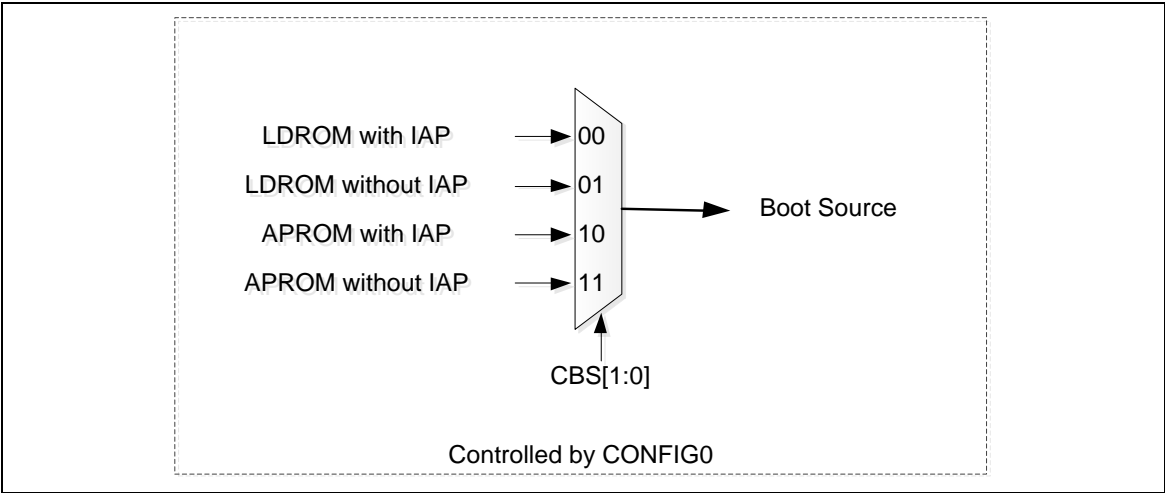 LDROM with IAP
00
LDROM without IAP
01
Boot Source
APROM with IAP
10
APROM without IAP
11
CBS[1:0]
Controlled by CONFIG0